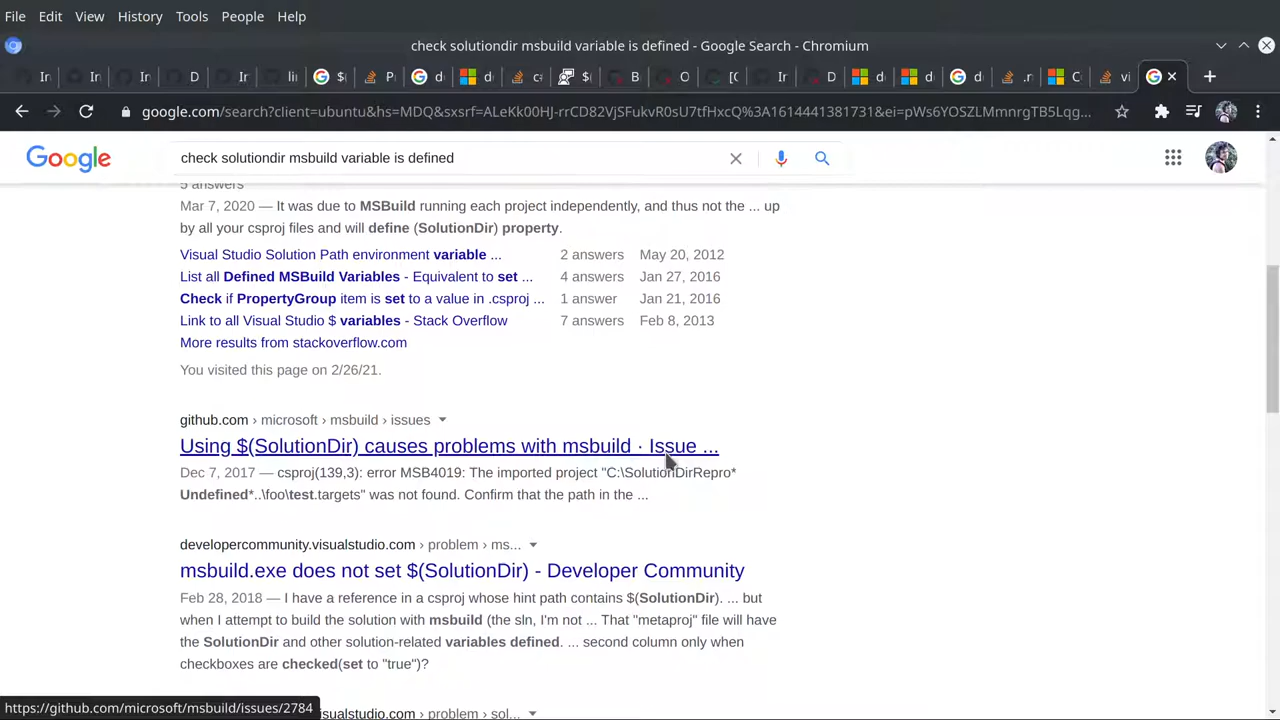 File Edit View History Tools People Help
check solutiondir msbuild variable is defined - Google Search - Chromium
google.com/search?client=ubuntu&hs=MDQ&sxsrf=ALeKk00HJ-rrCD82VjSFukvR0sU7tfHxcQ%3A1614441381731&ei=pWs6YOSZLMmnrgTB5Lqg...
Google
check solutiondir msbuild variable is defined
5 answers
Mar 7, 2020 — It was due to MSBuild running each project independently, and thus not the ... up
by all your csproj files and will define (SolutionDir) property.
Visual Studio Solution Path environment variable ... 2 answers May 20, 2012
List all Defined MSBuild Variables - Equivalent to set ... 4 answers Jan 27, 2016
Check if PropertyGroup item is set to a value in .csproj ... 1 answer Jan 21, 2016
Link to all Visual Studio $ variables - Stack Overflow 7 answers Feb 8, 2013
More results from stackoverflow.com
You visited this page on 2/26/21.
github.com › microsoft › msbuild › issues
Using $(SolutionDir) causes problems with msbuild · Issue ...
Dec 7, 2017 — csproj(139,3): error MSB4019: The imported project "C:\SolutionDirRepro*
Undefined*..\foo\test.targets" was not found. Confirm that the path in the ...
developercommunity.visualstudio.com › problem › ms...
msbuild.exe does not set $(SolutionDir) - Developer Community
Feb 28, 2018 — I have a reference in a csproj whose hint path contains $(SolutionDir). ... but
when I attempt to build the solution with msbuild (the sln, I'm not ... That "metaproj" file will have
the SolutionDir and other solution-related variables defined. ... second column only when
checkboxes are checked(set to "true")?
https://github.com/microsoft/msbuild/issues/2784
sualstudio.com › problem › sol...